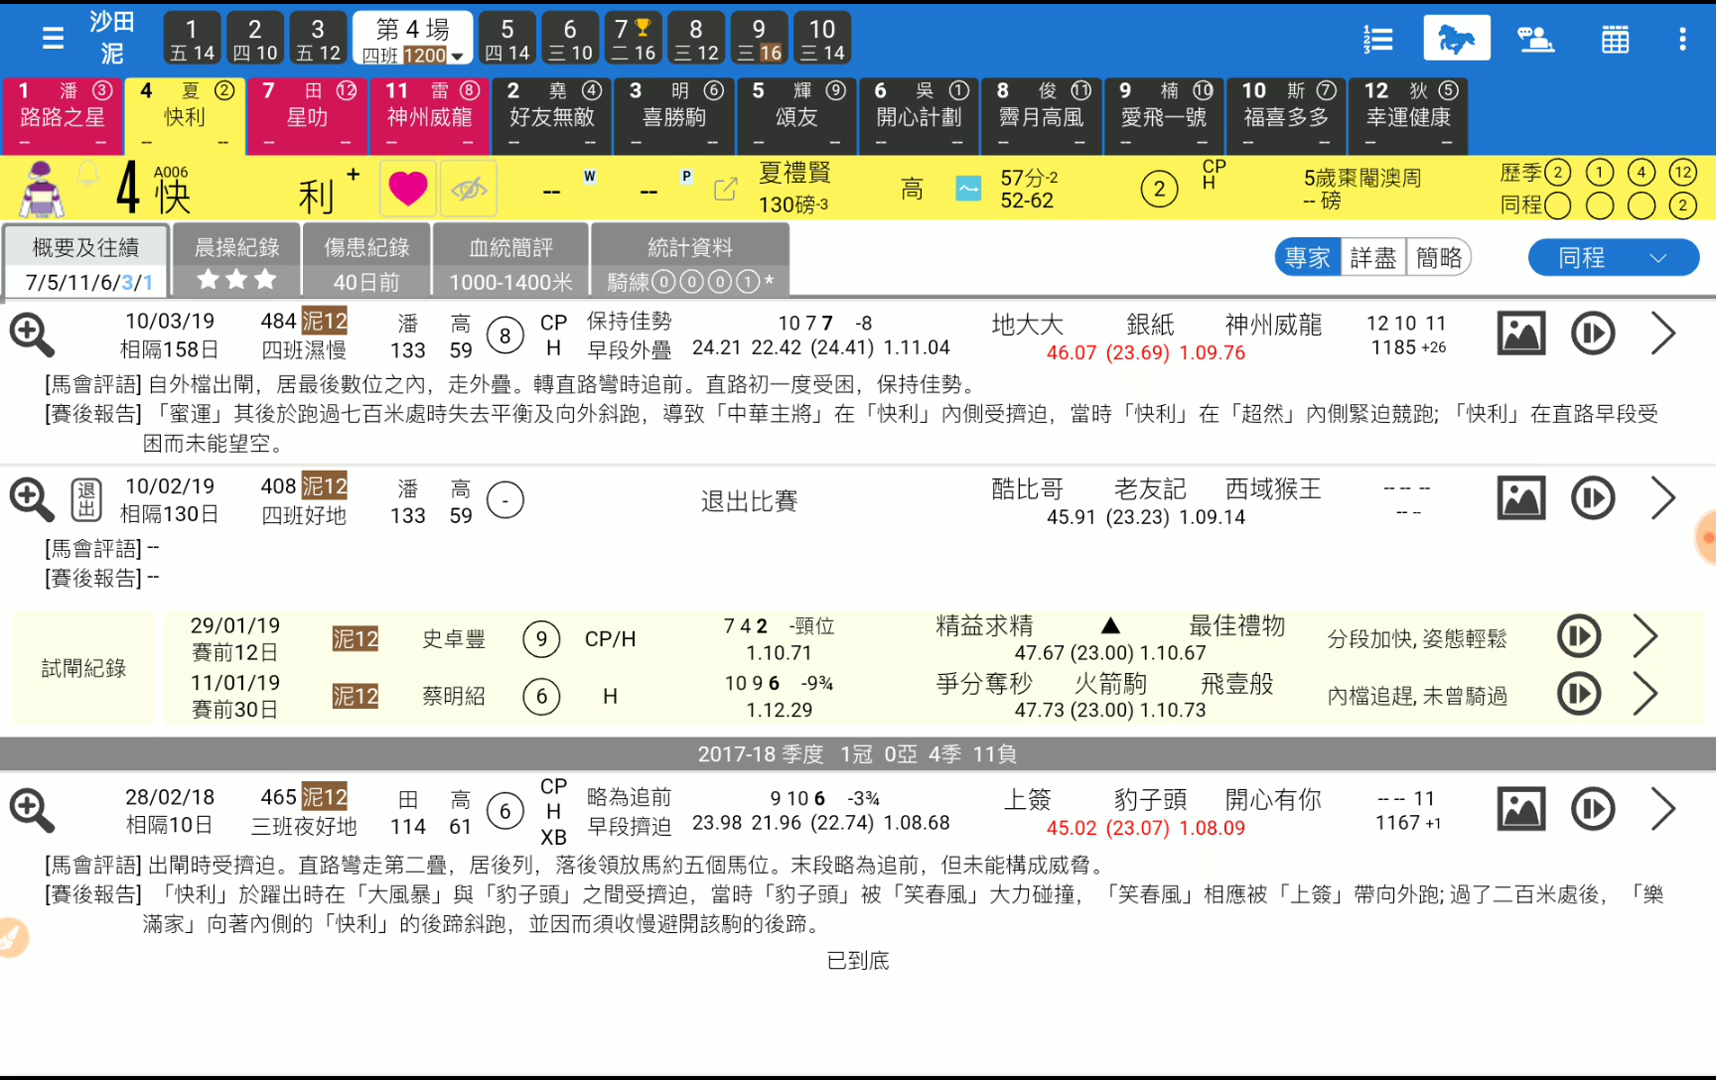 沙田
泥
1
五 14
2
四 10
3
五 12
第 4 場
四班 1200
5
四 14
6
三 10
7
二 16
8
三 12
9
三 16
10
三 14
1 潘 ③
路路之星
-- --
4 夏 ②
快利
-- --
7 田 ⑫
星叻
-- --
11 雷 ⑧
神州威龍
-- --
2 堯 ④
好友無敵
-- --
3 明 ⑥
喜勝駒
-- --
5 輝 ⑨
頌友
-- --
6 吳 ①
開心計劃
-- --
8 俊 ⑪
霽月高風
-- --
9 楠 ⑩
愛飛一號
-- --
10 斯 ⑦
福喜多多
-- --
12 狄 ⑤
幸運健康
-- --
4 A006
快 利 +
-- W -- P
夏禮賢
130磅-3
高
57分-2
52-62
②
CP
H
5歲棗閹澳周
-- 磅
歷季② ① ④ ⑫
同程○ ○ ○ ②
概要及往績
7/5/11/6/3/1
晨操紀錄
★★★
傷患紀錄
40日前
血統簡評
1000-1400米
統計資料
騎練⓪⓪⓪①*
專家 詳盡 簡略
同程
10/03/19 484 泥12 潘 高 ⑧ CP 保持佳勢 10 7 7 -8 地大大 銀紙 神州威龍 12 10 11
相隔158日 四班濕慢 133 59 H 早段外疊 24.21 22.42 (24.41) 1.11.04 46.07 (23.69) 1.09.76 1185 +26
[馬會評語] 自外檔出閘，居最後數位之內，走外疊。轉直路彎時追前。直路初一度受困，保持佳勢。
[賽後報告] 「蜜運」其後於跑過七百米處時失去平衡及向外斜跑，導致「中華主將」在「快利」內側受擠迫，當時「快利」在「超然」內側緊迫競跑; 「快利」在直路早段受
困而未能望空。
退出 10/02/19 408 泥12 潘 高 - 退出比賽 酷比哥 老友記 西域猴王 -- -- --
相隔130日 四班好地 133 59 45.91 (23.23) 1.09.14 -- --
[馬會評語] --
[賽後報告] --
試閘紀錄
29/01/19 泥12 史卓豐 ⑨ CP/H 7 4 2 -頸位 精益求精 ▲ 最佳禮物 分段加快, 姿態輕鬆
賽前12日 1.10.71 47.67 (23.00) 1.10.67
11/01/19 泥12 蔡明紹 ⑥ H 10 9 6 -9¾ 爭分奪秒 火箭駒 飛壹般 內檔追趕, 未曾騎過
賽前30日 1.12.29 47.73 (23.00) 1.10.73
2017-18 季度 1冠 0亞 4季 11負
28/02/18 465 泥12 田 高 ⑥ CP 略為追前 9 10 6 -3¾ 上簽 豹子頭 開心有你 -- -- 11
相隔10日 三班夜好地 114 61 H XB 早段擠迫 23.98 21.96 (22.74) 1.08.68 45.02 (23.07) 1.08.09 1167 +1
[馬會評語] 出閘時受擠迫。直路彎走第二疊，居後列，落後領放馬約五個馬位。末段略為追前，但未能構成威脅。
[賽後報告] 「快利」於躍出時在「大風暴」與「豹子頭」之間受擠迫，當時「豹子頭」被「笑春風」大力碰撞，「笑春風」相應被「上簽」帶向外跑; 過了二百米處後，「樂
滿家」向著內側的「快利」的後蹄斜跑，並因而須收慢避開該駒的後蹄。
已到底